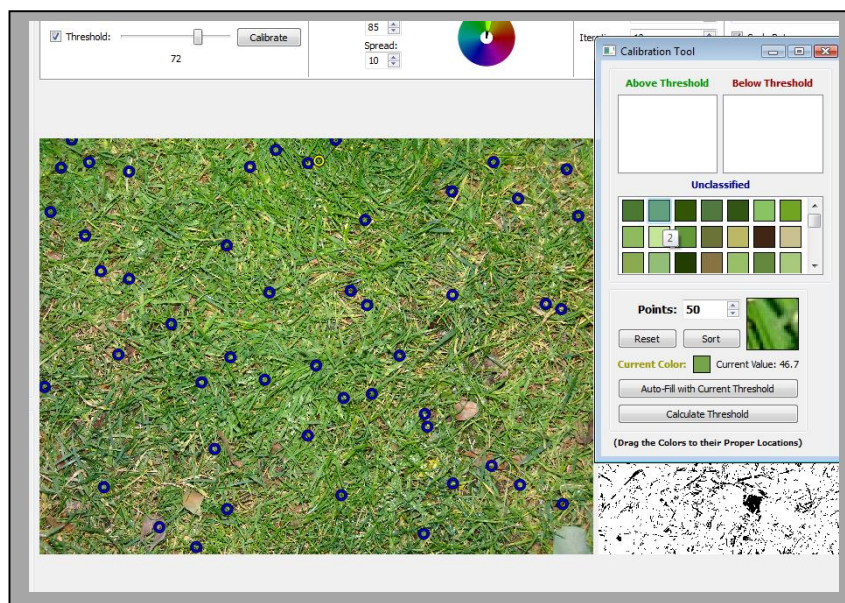 85
Threshold:
Calibrate
Spread:
72
10
Calibration Tool
Above Threshold
Below Threshold
Unclassified
2
Points: 50
Reset
Sort
Current Color:
Current Value: 46.7
Auto-Fill with Current Threshold
Calculate Threshold
(Drag the Colors to their Proper Locations)